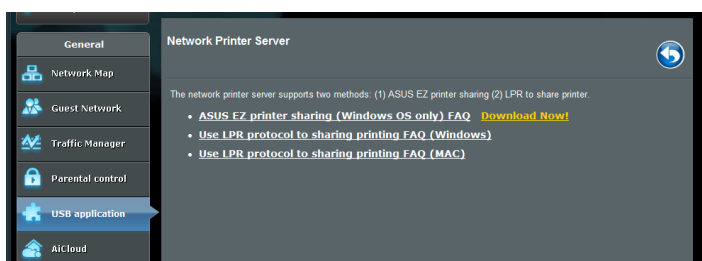 General
Network Map
Guest Network
Traffic Manager
Parental control
USB application
AiCloud
Network Printer Server
The network printer server supports two methods: (1) ASUS EZ printer sharing (2) LPR to share printer.
ASUS EZ printer sharing (Windows OS only) FAQ Download Now!
Use LPR protocol to sharing printing FAQ (Windows)
Use LPR protocol to sharing printing FAQ (MAC)